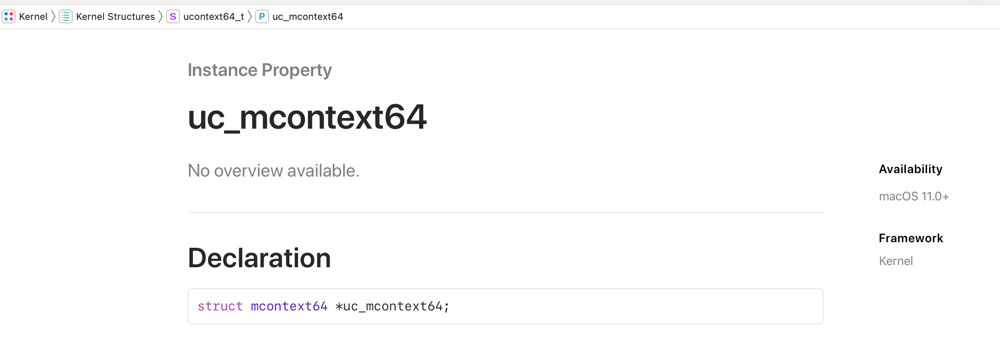 Kernel Kernel Structures S ucontext64_t P uc_mcontext64
Instance Property
uc_mcontext64
No overview available.
Availability
macOS 11.0+
Framework
Kernel
Declaration
struct mcontext64 *uc_mcontext64;